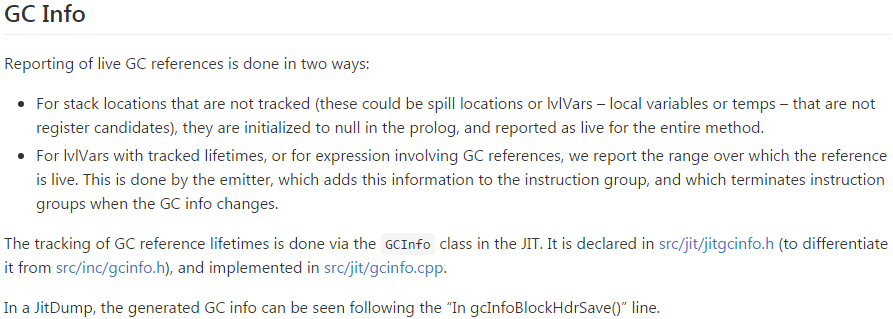 GC Info
Reporting of live GC references is done in two ways:
• For stack locations that are not tracked (these could be spill locations or lvlVars – local variables or temps – that are not
register candidates), they are initialized to null in the prolog, and reported as live for the entire method.
• For lvlVars with tracked lifetimes, or for expression involving GC references, we report the range over which the reference
is live. This is done by the emitter, which adds this information to the instruction group, and which terminates instruction
groups when the GC info changes.
The tracking of GC reference lifetimes is done via the GCInfo class in the JIT. It is declared in src/jit/jitgcinfo.h (to differentiate
it from src/inc/gcinfo.h), and implemented in src/jit/gcinfo.cpp.
In a JitDump, the generated GC info can be seen following the “In gcInfoBlockHdrSave()” line.